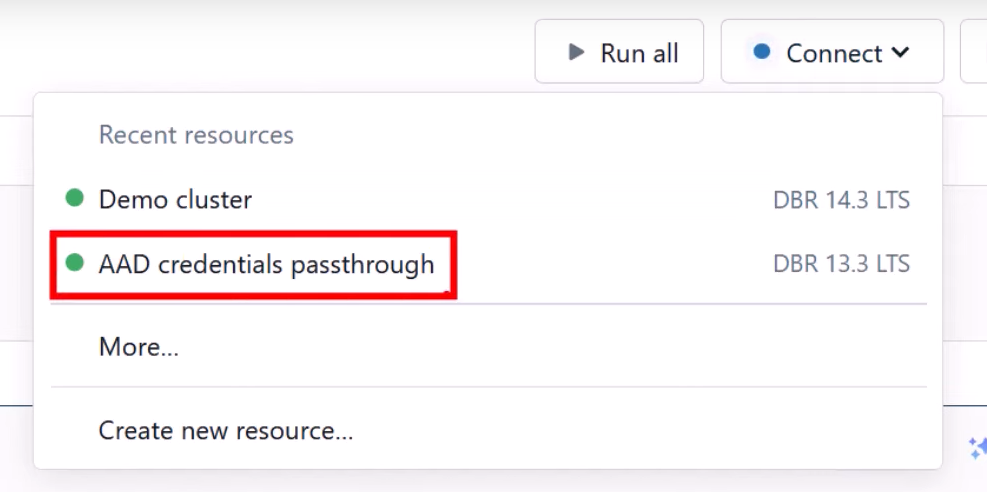 Run all
Connect
Recent resources
Demo cluster DBR 14.3 LTS
AAD credentials passthrough DBR 13.3 LTS
More...
Create new resource...